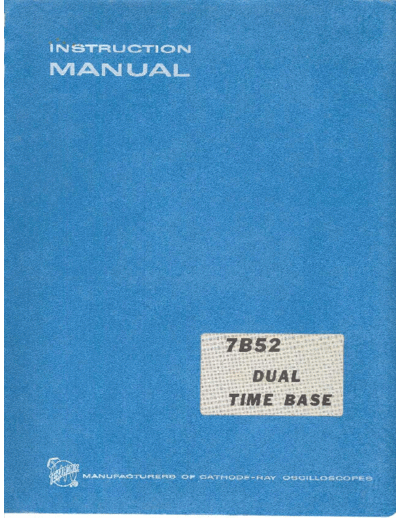 INSTRUCTION
MANUAL
7B52
DUAL
TIME BASE
MANUFACTURERS OF CATHODE-RAY OSCILLOSCOPES